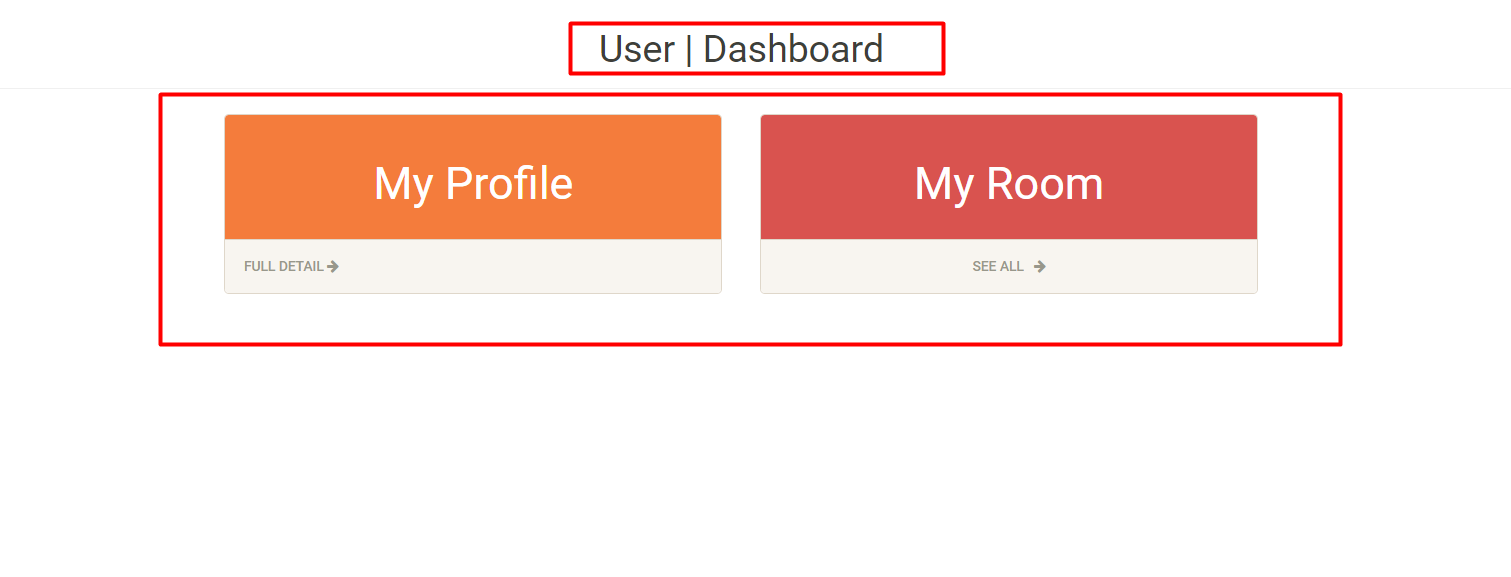 User | Dashboard
My Profile
My Room
FULL DETAIL
SEE ALL